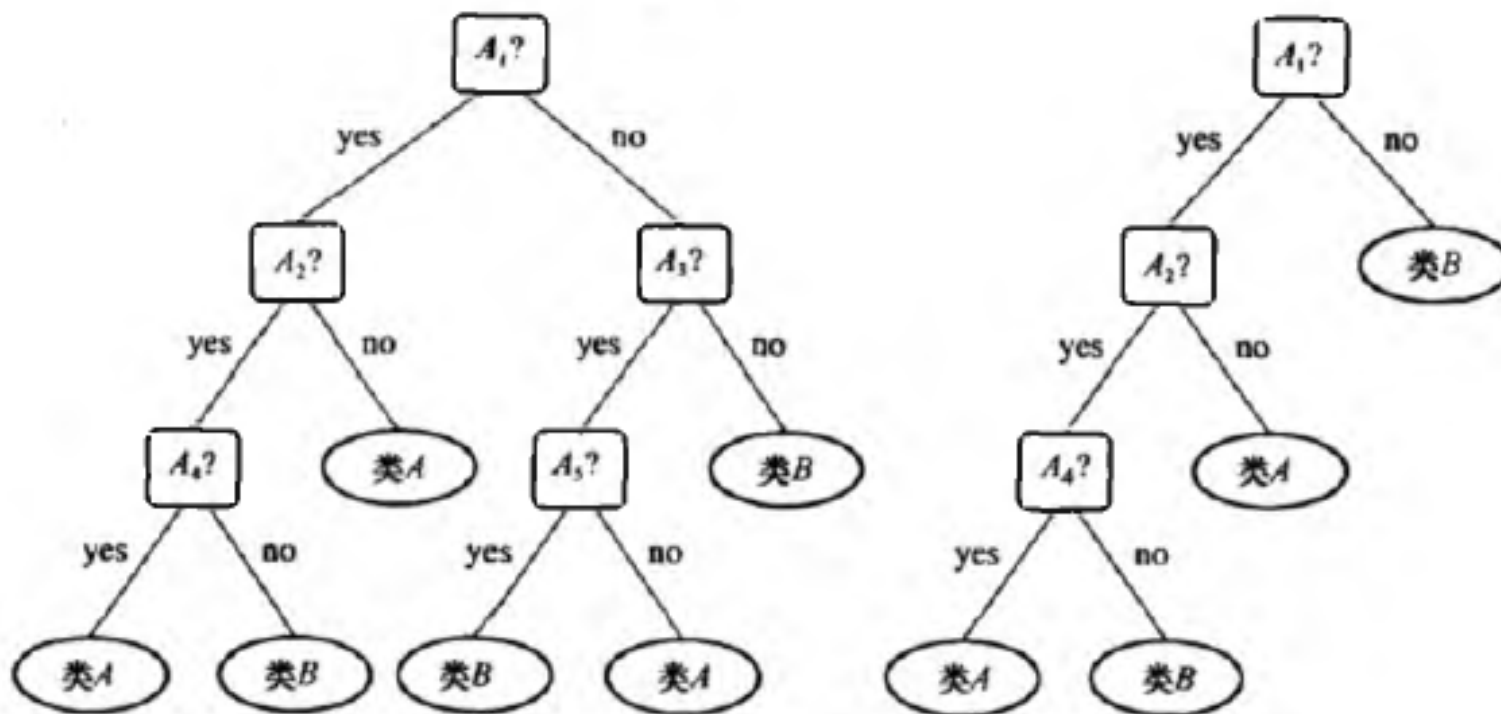 A₁? A₁?
yes no yes no
A₂? A₃? A₂? 类B
yes no yes no yes no
A₄? 类A A₅? 类B A₄? 类A
yes no yes no yes no
类A 类B 类B 类A 类A 类B